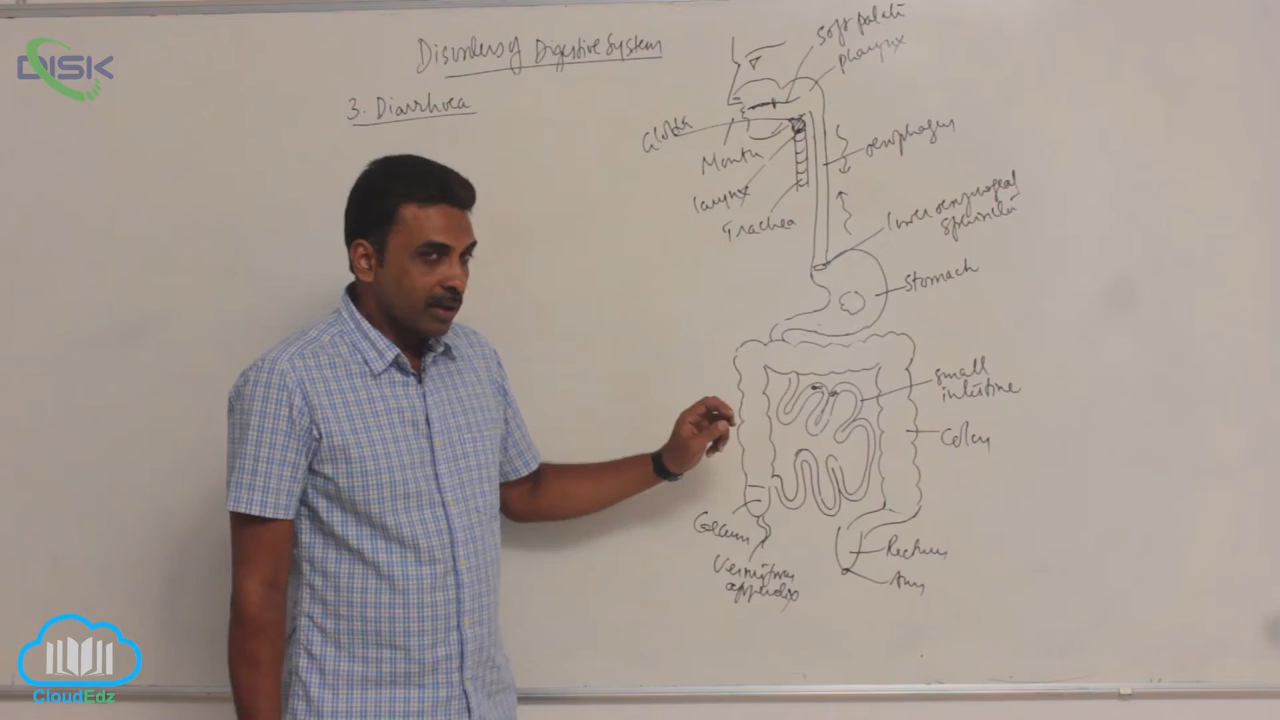 DISK
Disorders of Digestive System
3. Diarrhoea
soft palate
pharynx
Glottis
Mouth
larynx
Trachea
oesophagus
lower oesophageal
sphincter
stomach
small
intestine
Colon
Cecum
Vermiform
appendix
Rectum
Anus
CloudEdz